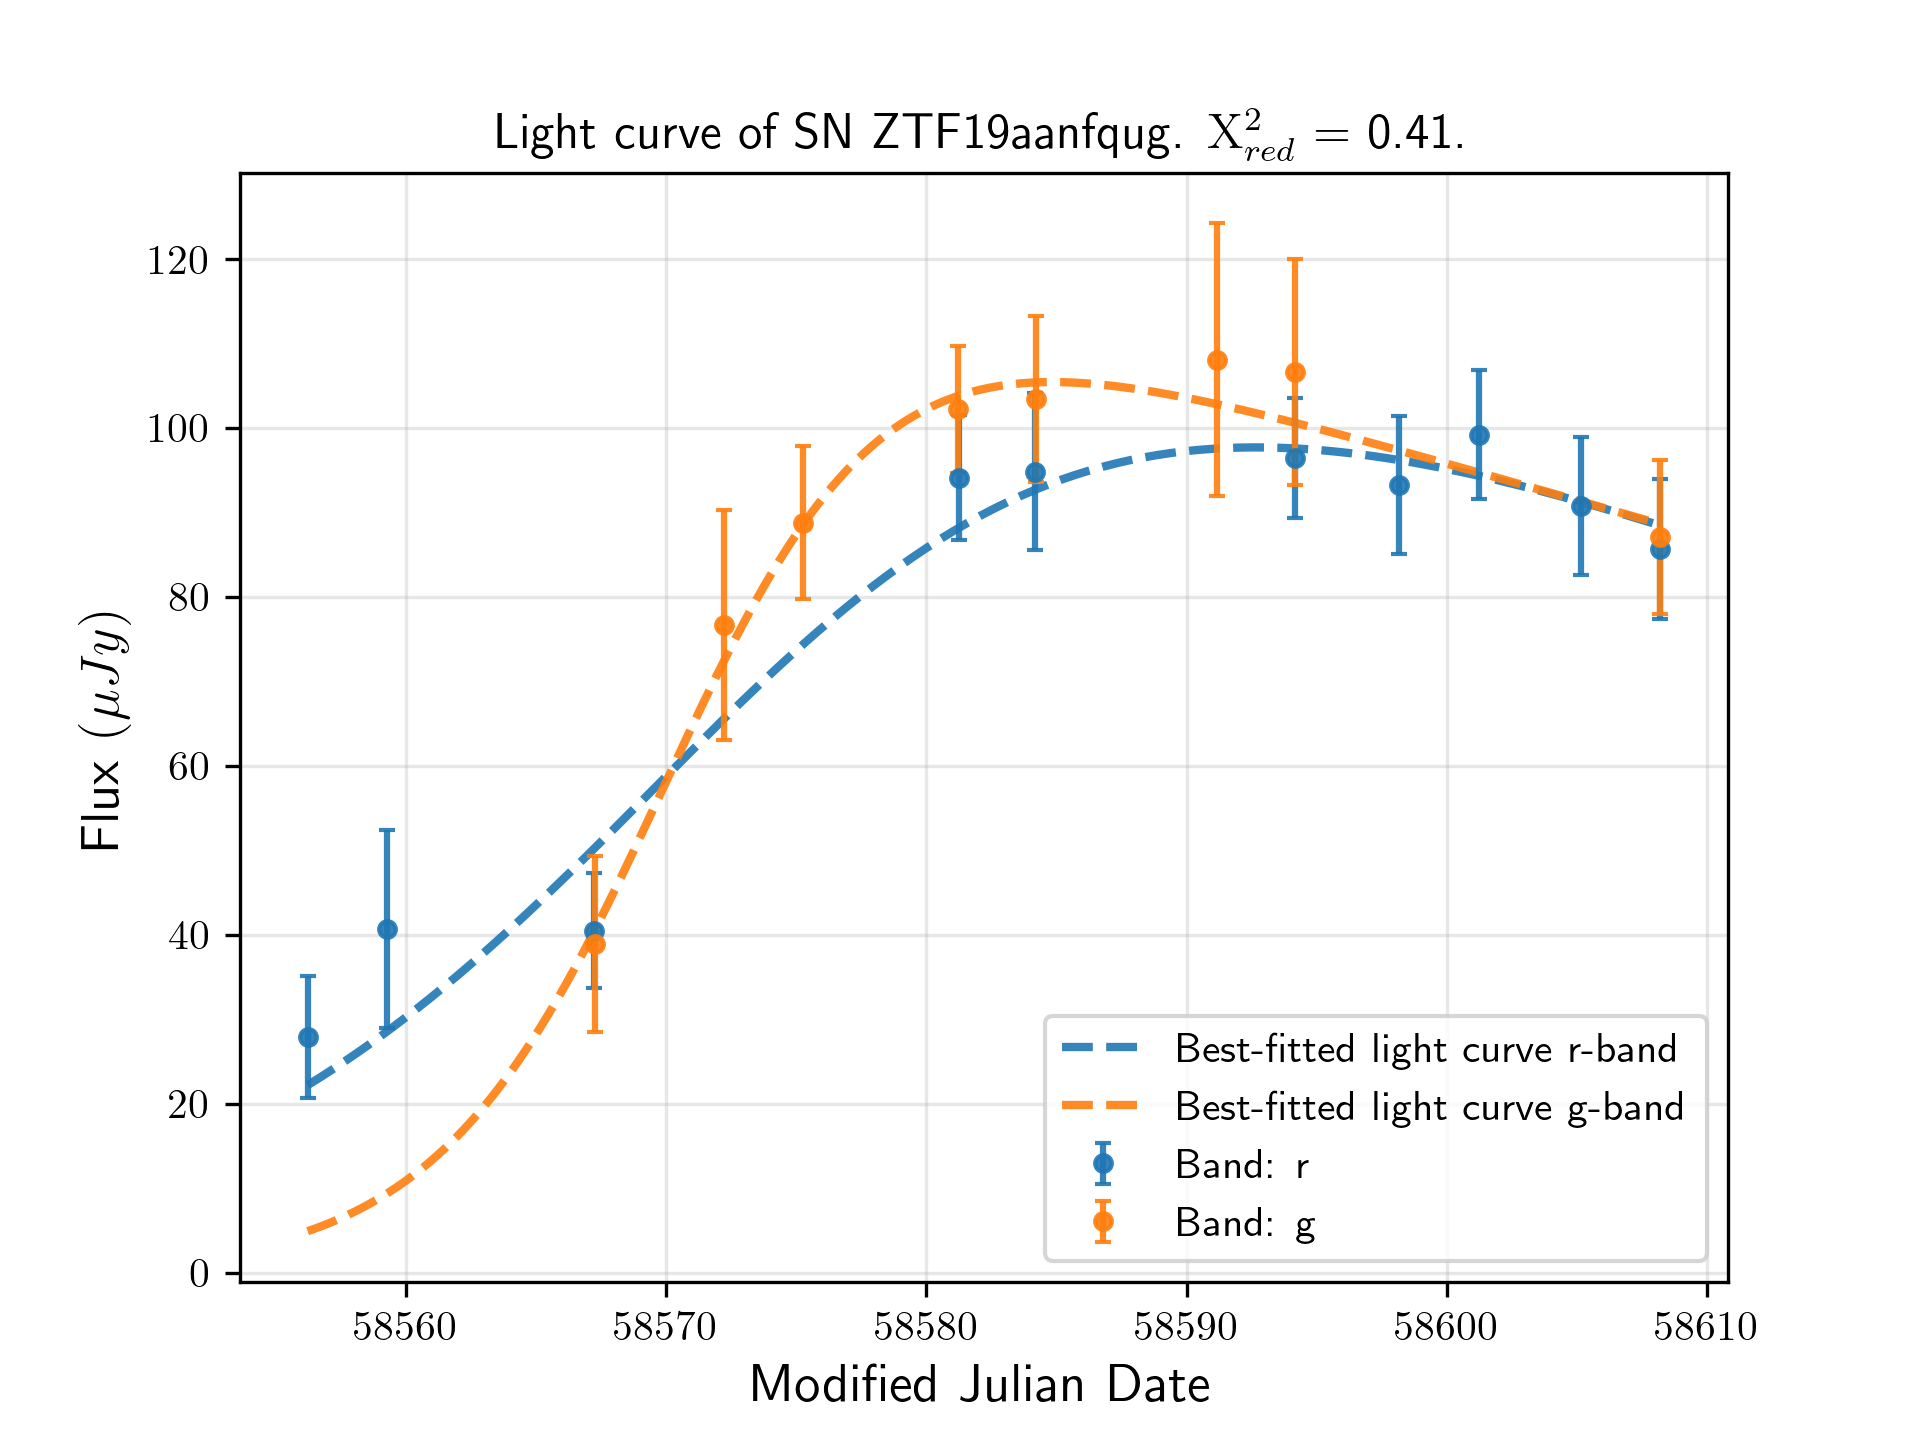 Light curve of SN ZTF19aanfqug. X²_red = 0.41.
120
100
80
60
40
20
0
Flux (μJy)
58560 58570 58580 58590 58600 58610
Modified Julian Date
Best-fitted light curve r-band
Best-fitted light curve g-band
Band: r
Band: g